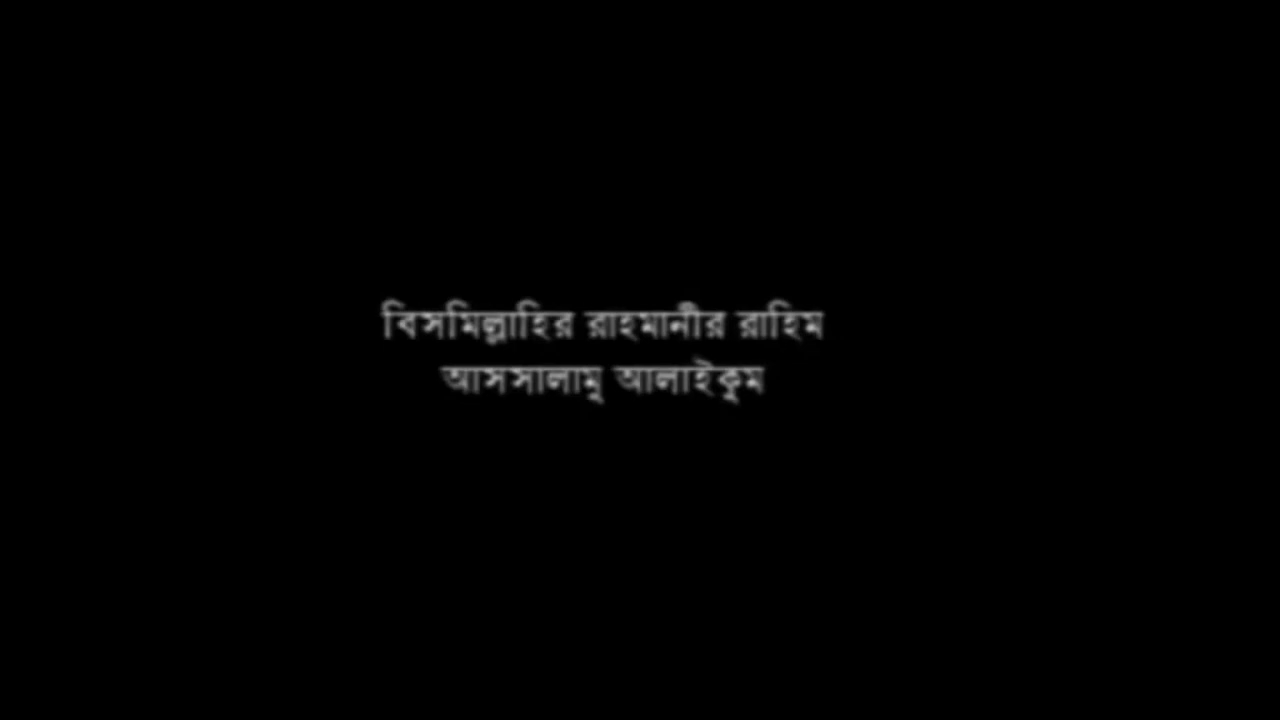 বিসমিল্লাহির রাহমানীর রাহিম
আসসালামু আলাইকুম